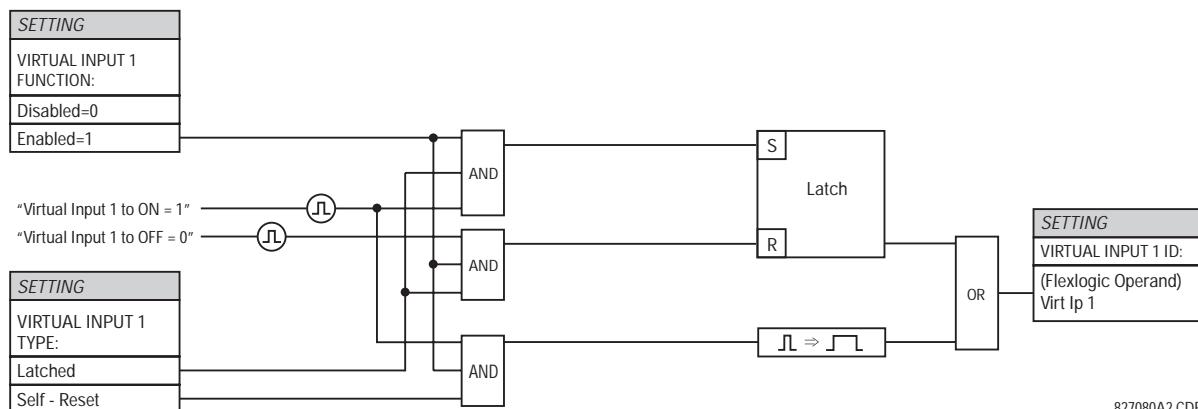 SETTING
VIRTUAL INPUT 1
FUNCTION:
Disabled=0
Enabled=1
"Virtual Input 1 to ON = 1"
"Virtual Input 1 to OFF = 0"
SETTING
VIRTUAL INPUT 1
TYPE:
Latched
Self - Reset
AND
AND
AND
S
Latch
R
OR
SETTING
VIRTUAL INPUT 1 ID:
(Flexlogic Operand)
Virt Ip 1
827080A2.CDR